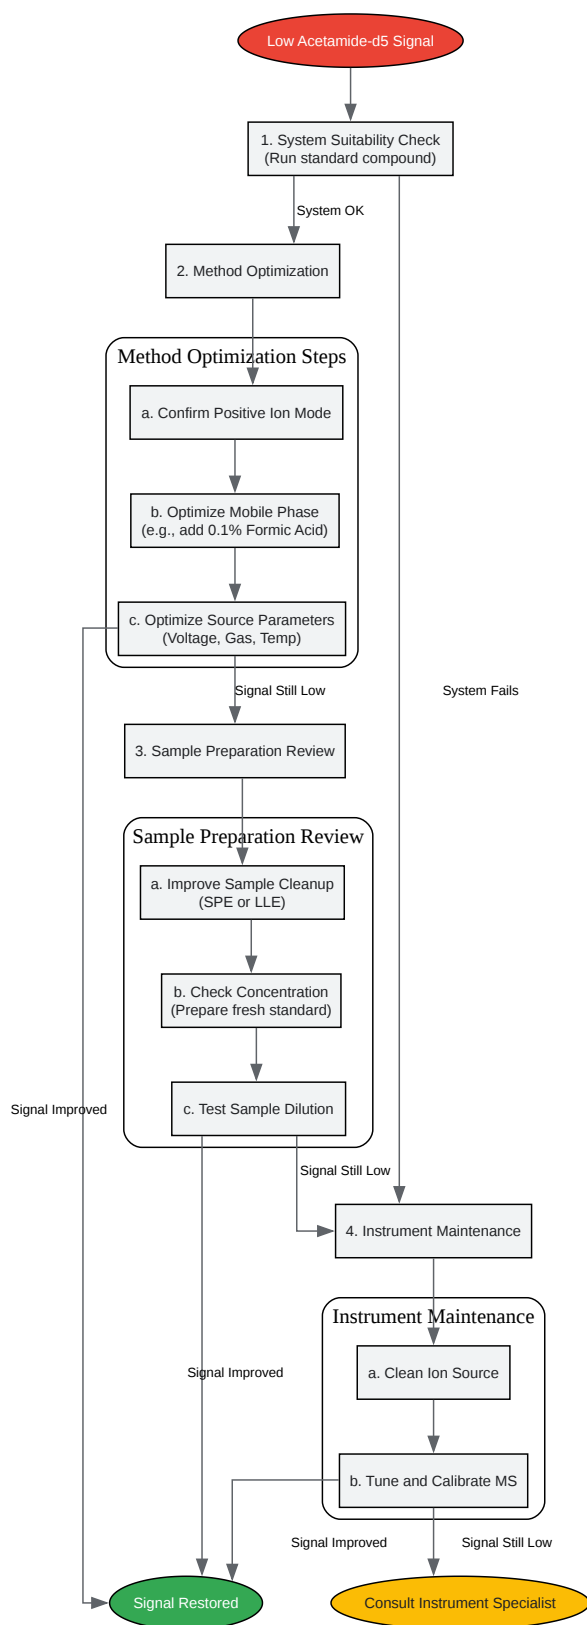 Low Acetamide-d5 Signal
1. System Suitability Check
(Run standard compound)
System OK
2. Method Optimization
Method Optimization Steps
a. Confirm Positive Ion Mode
b. Optimize Mobile Phase
(e.g., add 0.1% Formic Acid)
c. Optimize Source Parameters
(Voltage, Gas, Temp)
Signal Still Low
System Fails
3. Sample Preparation Review
Sample Preparation Review
a. Improve Sample Cleanup
(SPE or LLE)
b. Check Concentration
(Prepare fresh standard)
c. Test Sample Dilution
Signal Improved
Signal Still Low
4. Instrument Maintenance
Instrument Maintenance
a. Clean Ion Source
Signal Improved
b. Tune and Calibrate MS
Signal Improved
Signal Still Low
Signal Restored
Consult Instrument Specialist